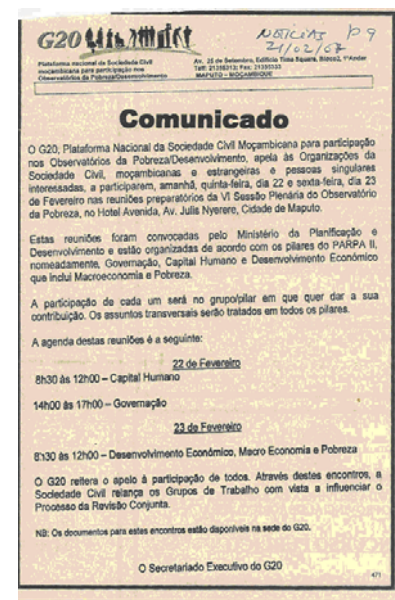 NOTÍCIAS P 9
21/02/07
G20
Plataforma nacional da Sociedade Civil
moçambicana para participação nos
Observatórios da Pobreza/Desenvolvimento
Av. 25 de Setembro, Edifício Time Square, Bloco2, 1ºAndar
MAPUTO – MOÇAMBIQUE
Comunicado
O G20, Plataforma Nacional da Sociedade Civil Moçambicana para participação
nos Observatórios da Pobreza/Desenvolvimento, apela às Organizações da
Sociedade Civil, moçambicanas e estrangeiras e pessoas singulares
interessadas, a participarem, amanhã, quinta-feira, dia 22 e sexta-feira, dia 23
de Fevereiro nas reuniões preparatórios da VI Sessão Plenária do Observatório
da Pobreza, no Hotel Avenida, Av. Julis Nyerere, Cidade de Maputo.
Estas reuniões foram convocadas pelo Ministério da Planificação e
Desenvolvimento e estão organizadas de acordo com os pilares do PARPA II,
nomeadamente, Governação, Capital Humano e Desenvolvimento Económico
que inclui Macroeconomia e Pobreza.
A participação de cada um será no grupo/pilar em que quer dar a sua
contribuição. Os assuntos transversais serão tratados em todos os pilares.
A agenda destas reuniões é a seguinte:
22 de Fevereiro
8h30 às 12h00 – Capital Humano
14h00 às 17h00 – Governação
23 de Fevereiro
8h30 às 12h00 – Desenvolvimento Económico, Macro Economia e Pobreza
O G20 reitera o apelo à participação de todos. Através destes encontros, a
Sociedade Civil relança os Grupos de Trabalho com vista a influenciar o
Processo da Revisão Conjunta.
NB: Os documentos para estes encontros estão disponíveis na sede do G20.
O Secretariado Executivo do G20
471